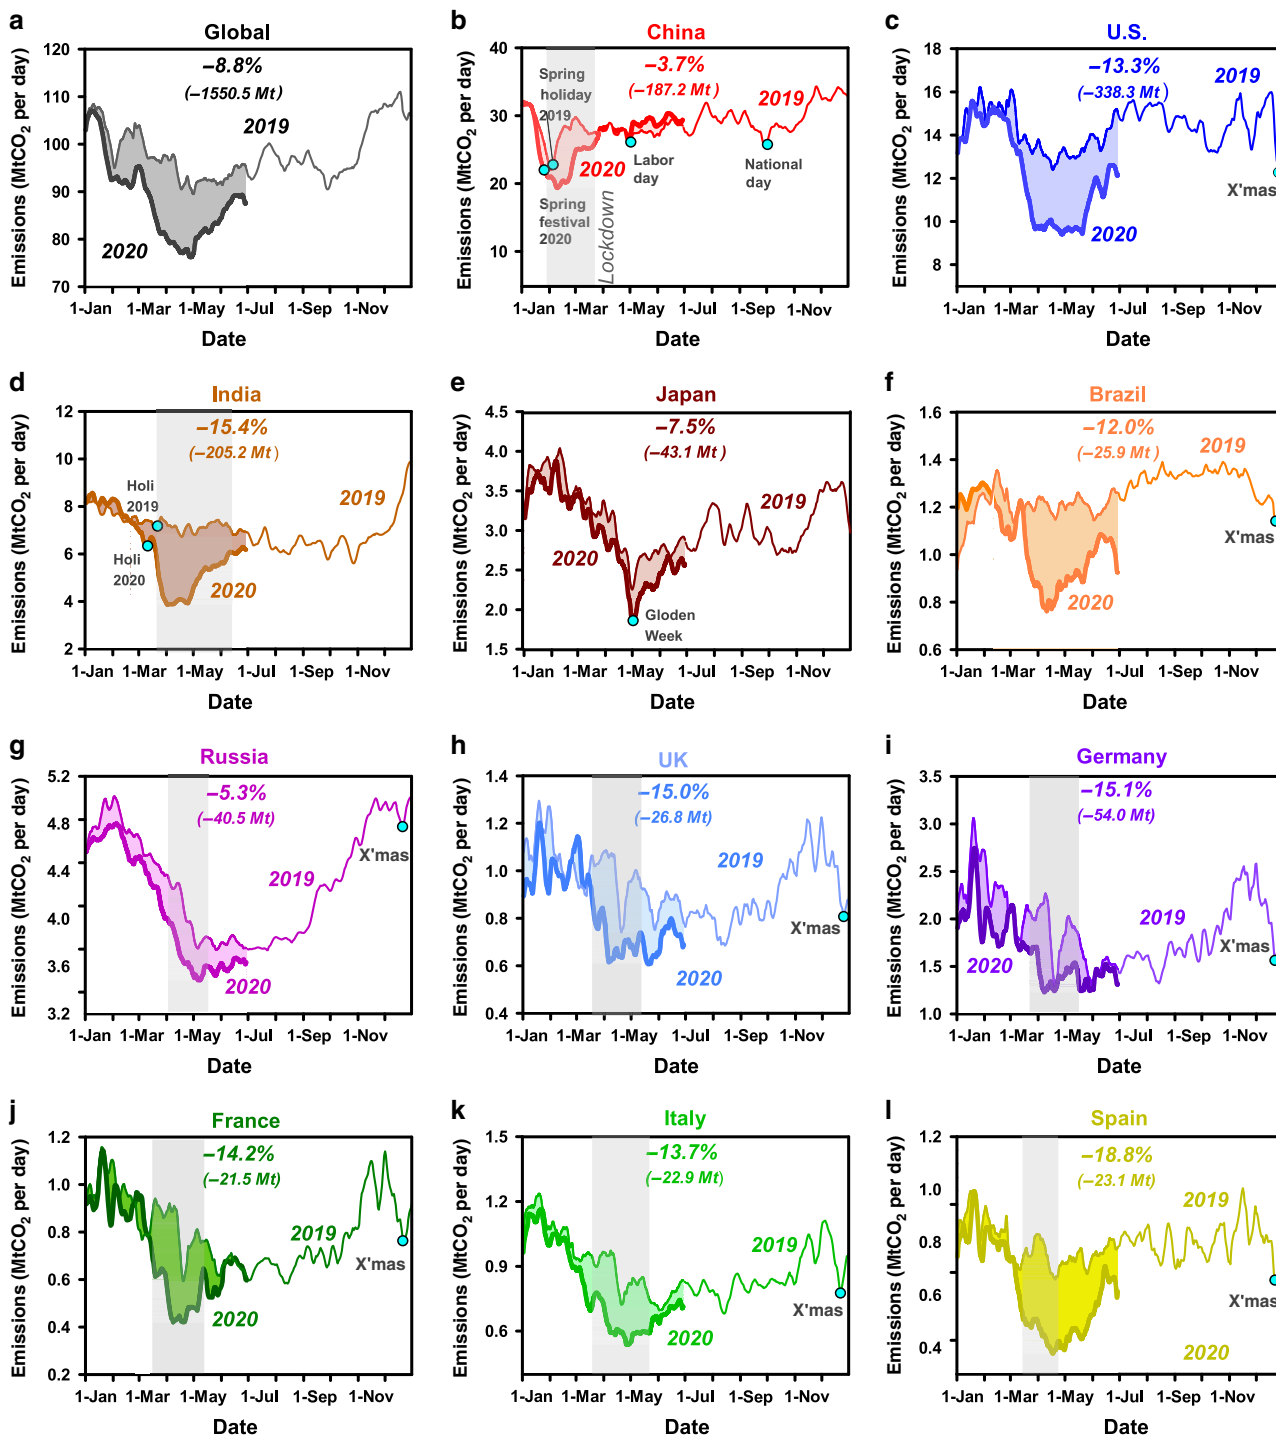 a
Global
Emissions (MtCO2 per day)
120
110
100
90
80
70
–8.8%
(–1550.5 Mt)
2019
2020
1-Jan 1-Mar 1-May 1-Jul 1-Sep 1-Nov
Date
b
China
Emissions (MtCO2 per day)
40
30
20
10
–3.7%
(–187.2 Mt)
Spring
holiday
2019
2019
2020
Labor
day
National
day
Spring
festival
2020
Lockdown
1-Jan 1-Mar 1-May 1-Jul 1-Nov
Date
c
U.S.
Emissions (MtCO2 per day)
18
16
14
12
10
8
–13.3%
(–338.3 Mt)
2019
X'mas
2020
1-Jan 1-Mar 1-May 1-Jul 1-Sep 1-Nov
Date
d
India
Emissions (MtCO2 per day)
12
10
8
6
4
2
–15.4%
(–205.2 Mt)
Holi
2019
2019
Holi
2020
2020
1-Jan 1-Mar 1-May 1-Jul 1-Sep 1-Nov
Date
e
Japan
Emissions (MtCO2 per day)
4.5
4.0
3.5
3.0
2.5
2.0
1.5
–7.5%
(–43.1 Mt)
2019
2020
Gloden
Week
1-Jan 1-Mar 1-May 1-Jul 1-Sep 1-Nov
Date
f
Brazil
Emissions (MtCO2 per day)
1.6
1.4
1.2
1.0
0.8
0.6
–12.0%
(–25.9 Mt)
2019
X'mas
2020
1-Jan 1-Mar 1-May 1-Jul 1-Sep 1-Nov
Date
g
Russia
Emissions (MtCO2 per day)
5.2
4.8
4.4
4.0
3.6
3.2
–5.3%
(–40.5 Mt)
X'mas
2019
2020
1-Jan 1-Mar 1-May 1-Jul 1-Sep 1-Nov
Date
h
UK
Emissions (MtCO2 per day)
1.4
1.2
1.0
0.8
0.6
0.4
–15.0%
(–26.8 Mt)
2019
X'mas
2020
1-Jan 1-Mar 1-May 1-Jul 1-Sep 1-Nov
Date
i
Germany
Emissions (MtCO2 per day)
3.5
3.0
2.5
2.0
1.5
1.0
–15.1%
(–54.0 Mt)
2019
X'mas
2020
1-Jan 1-Mar 1-May 1-Jul 1-Sep 1-Nov
Date
j
France
Emissions (MtCO2 per day)
1.2
1.0
0.8
0.6
0.4
0.2
–14.2%
(–21.5 Mt)
2019
X'mas
2020
1-Jan 1-Mar 1-May 1-Jul 1-Sep 1-Nov
Date
k
Italy
Emissions (MtCO2 per day)
1.5
1.2
0.9
0.6
–13.7%
(–22.9 Mt)
2019
X'mas
2020
1-Jan 1-Mar 1-May 1-Jul 1-Sep 1-Nov
Date
l
Spain
Emissions (MtCO2 per day)
1.2
1.0
0.8
0.6
0.4
–18.8%
(–23.1 Mt)
2019
X'mas
2020
1-Jan 1-Mar 1-May 1-Jul 1-Sep 1-Nov
Date